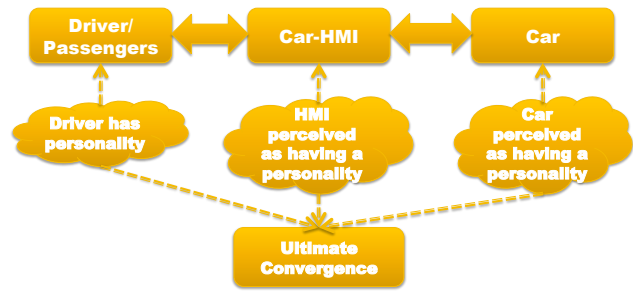 Driver/
Passengers
Car-HMI
Car
Driver has
personality
HMI
perceived
as having a
personality
Car
perceived
as having a
personality
Ultimate
Convergence